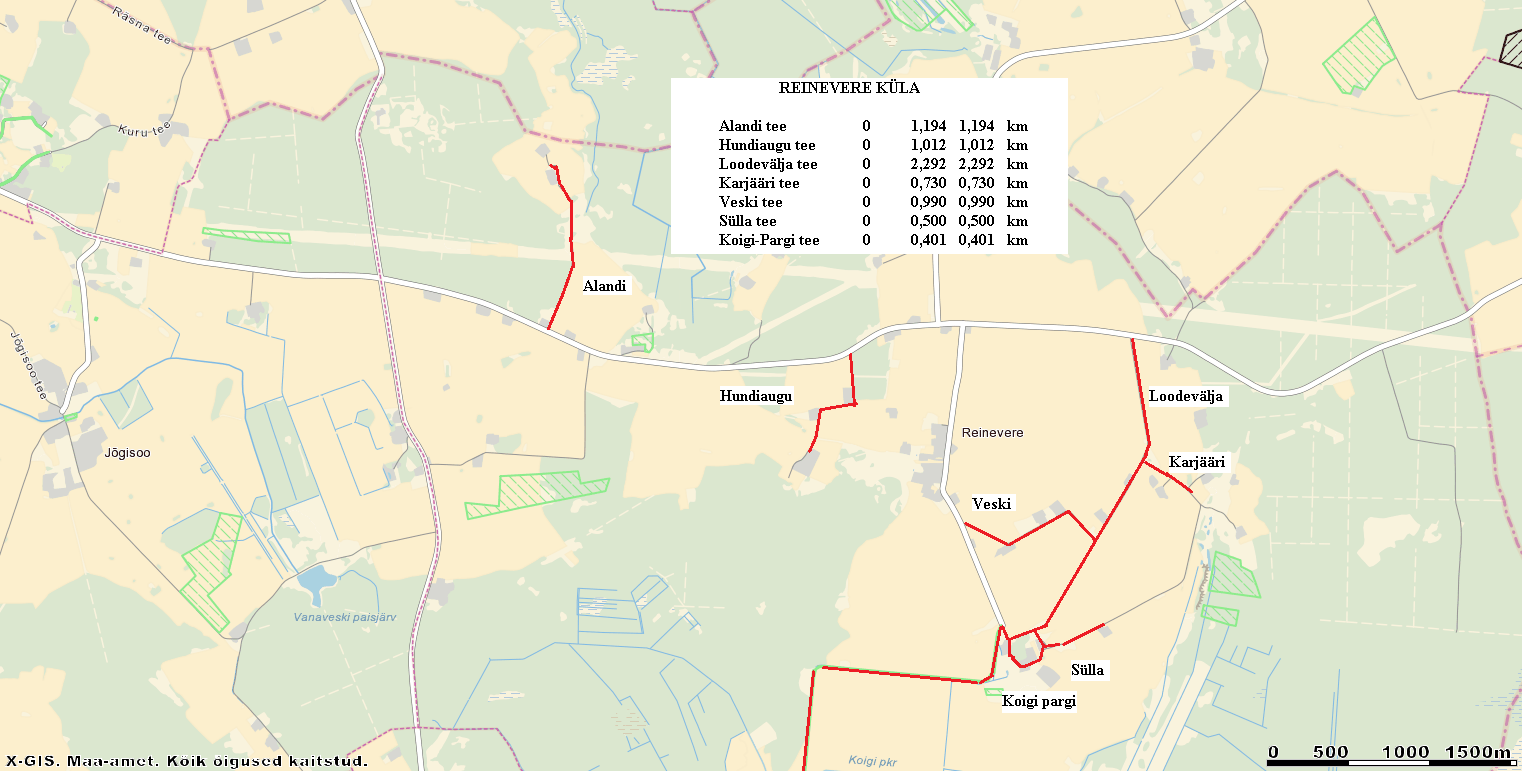 Räsna tee
Kuru tee
REINEVERE KÜLA
Alandi tee 0 1,194 1,194 km
Hundiaugu tee 0 1,012 1,012 km
Loodevälja tee 0 2,292 2,292 km
Karjääri tee 0 0,730 0,730 km
Veski tee 0 0,990 0,990 km
Sülla tee 0 0,500 0,500 km
Koigi-Pargi tee 0 0,401 0,401 km
Alandi
Jõgisoo tee
Hundiaugu
Loodevälja
Reinevere
Jõgisoo
Karjääri
Veski
Vanaveski paisjärv
Sülla
Koigi pargi
Koigi pkr
X-GIS. Maa-amet. Kõik õigused kaitstud.
0 500 1000 1500m